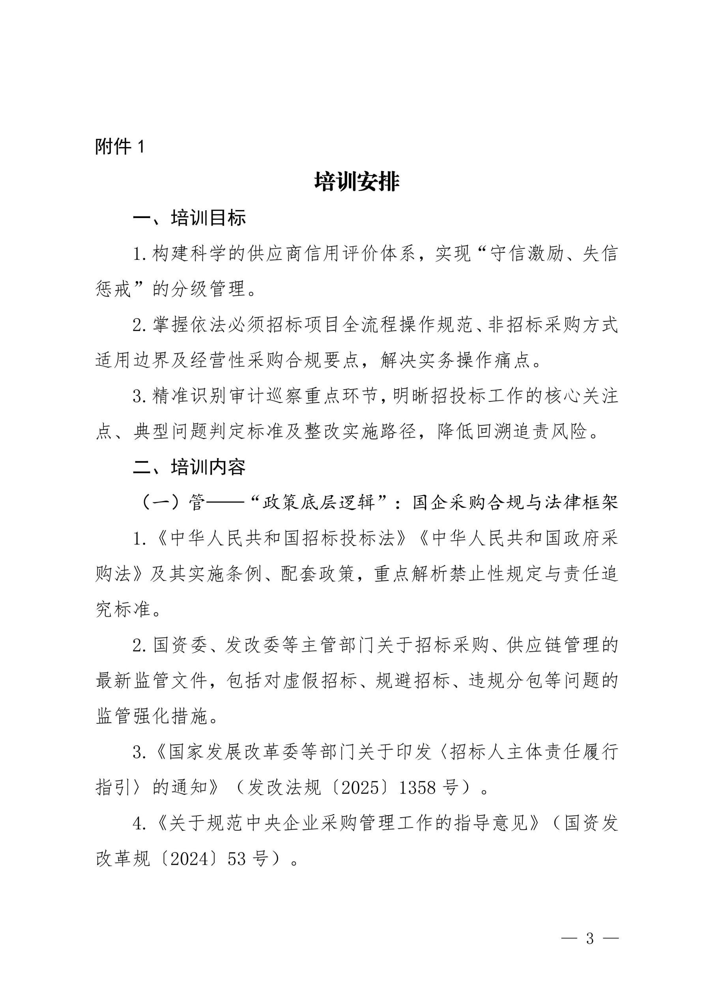 附件 1
培训安排
一、培训目标
1.构建科学的供应商信用评价体系，实现“守信激励、失信
惩戒”的分级管理。
2.掌握依法必须招标项目全流程操作规范、非招标采购方式
适用边界及经营性采购合规要点，解决实务操作痛点。
3.精准识别审计巡察重点环节，明晰招投标工作的核心关注
点、典型问题判定标准及整改实施路径，降低回溯追责风险。
二、培训内容
（一）管——“政策底层逻辑”：国企采购合规与法律框架
1.《中华人民共和国招标投标法》《中华人民共和国政府采
购法》及其实施条例、配套政策，重点解析禁止性规定与责任追
究标准。
2.国资委、发改委等主管部门关于招标采购、供应链管理的
最新监管文件，包括对虚假招标、规避招标、违规分包等问题的
监管强化措施。
3.《国家发展改革委等部门关于印发〈招标人主体责任履行
指引〉的通知》（发改法规〔2025〕1358 号）。
4.《关于规范中央企业采购管理工作的指导意见》（国资发
改革规〔2024〕53 号）。
— 3 —